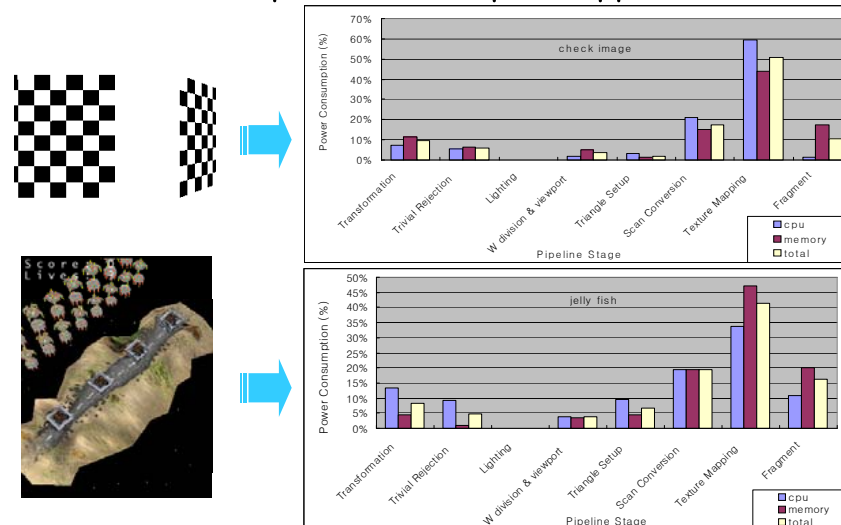 70%
60%
50%
40%
30%
20%
10%
0%
Power Consumption (%)
check image
Transformation
Trivial Rejection
Lighting
W division & viewport
Triangle Setup
Scan Conversion
Texture Mapping
Fragment
Pipeline Stage
cpu
memory
total
Score
Lives
50%
45%
40%
35%
30%
25%
20%
15%
10%
5%
0%
Power Consumption (%)
jelly fish
Transformation
Trivial Rejection
Lighting
W division & viewport
Triangle Setup
Scan Conversion
Texture Mapping
Fragment
Pipeline Stage
cpu
memory
total